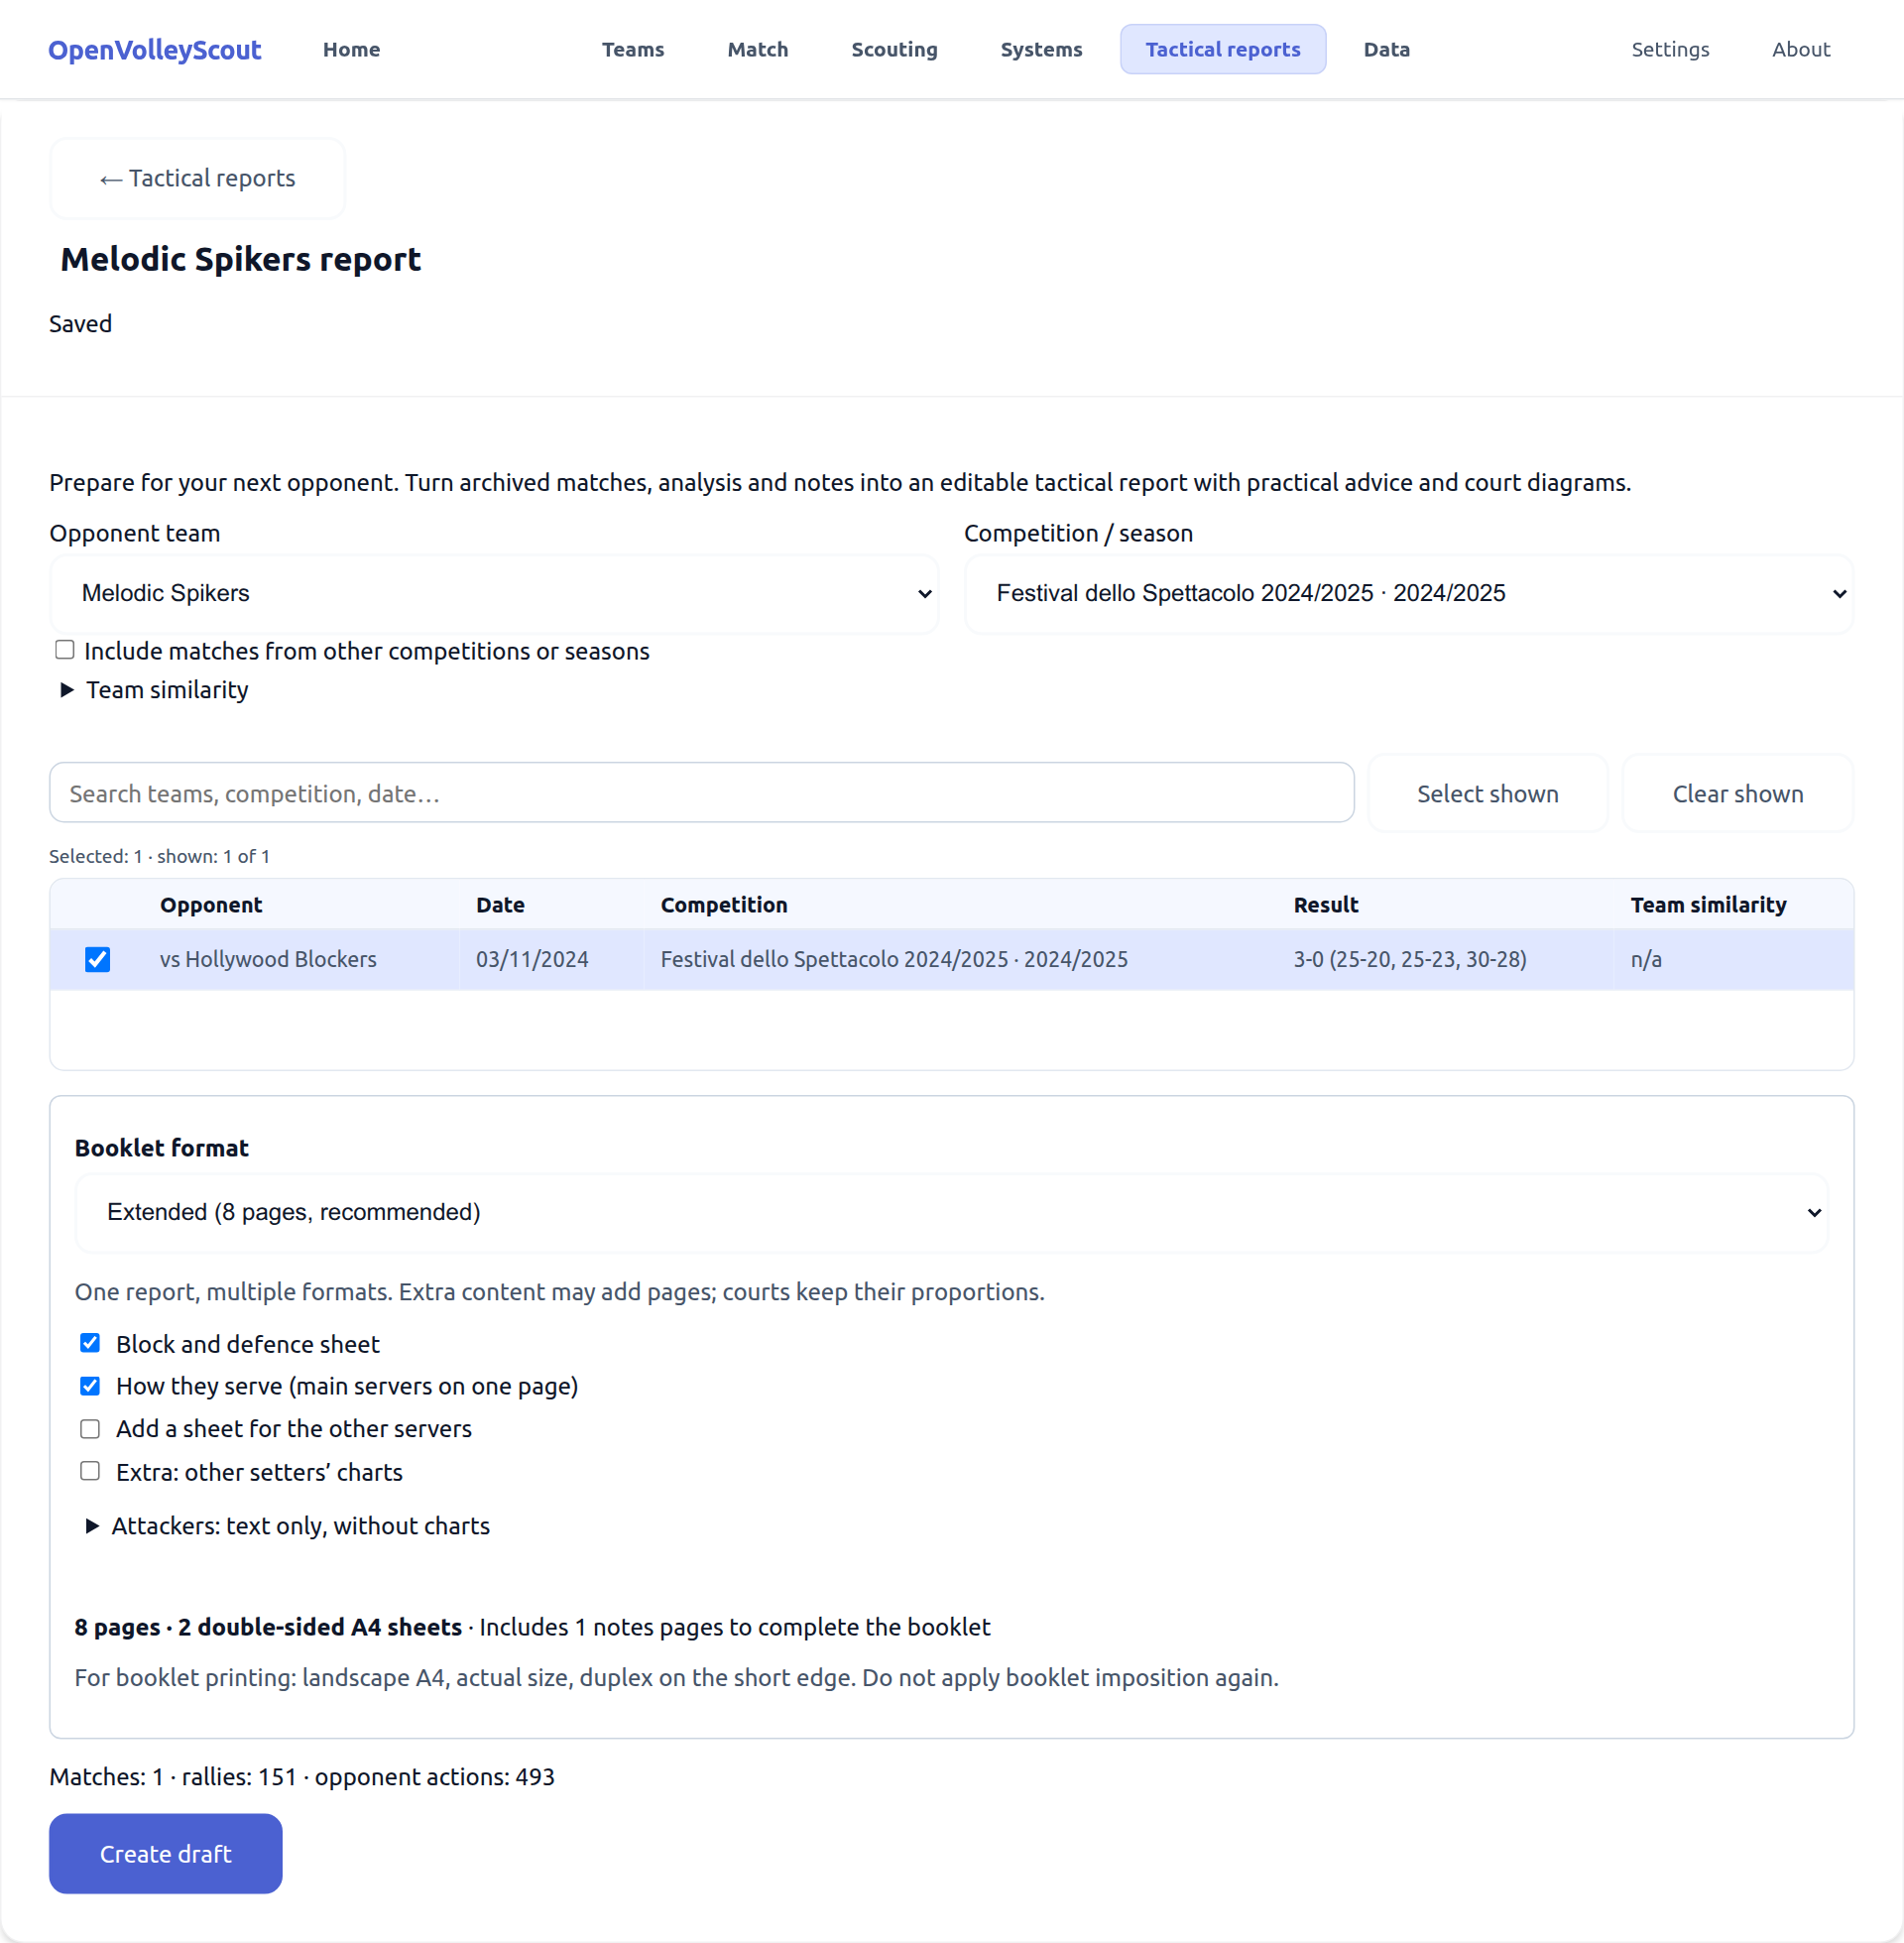 OpenVolleyScout Home Teams Match Scouting Systems Tactical reports Data Settings About
← Tactical reports
Melodic Spikers report
Saved
Prepare for your next opponent. Turn archived matches, analysis and notes into an editable tactical report with practical advice and court diagrams.
Opponent team Competition / season
Melodic Spikers Festival dello Spettacolo 2024/2025 · 2024/2025
Include matches from other competitions or seasons
▶ Team similarity
Search teams, competition, date… Select shown Clear shown
Selected: 1 · shown: 1 of 1
Opponent Date Competition Result Team similarity
vs Hollywood Blockers 03/11/2024 Festival dello Spettacolo 2024/2025 · 2024/2025 3-0 (25-20, 25-23, 30-28) n/a
Booklet format
Extended (8 pages, recommended)
One report, multiple formats. Extra content may add pages; courts keep their proportions.
Block and defence sheet
How they serve (main servers on one page)
Add a sheet for the other servers
Extra: other setters’ charts
▶ Attackers: text only, without charts
8 pages · 2 double-sided A4 sheets · Includes 1 notes pages to complete the booklet
For booklet printing: landscape A4, actual size, duplex on the short edge. Do not apply booklet imposition again.
Matches: 1 · rallies: 151 · opponent actions: 493
Create draft